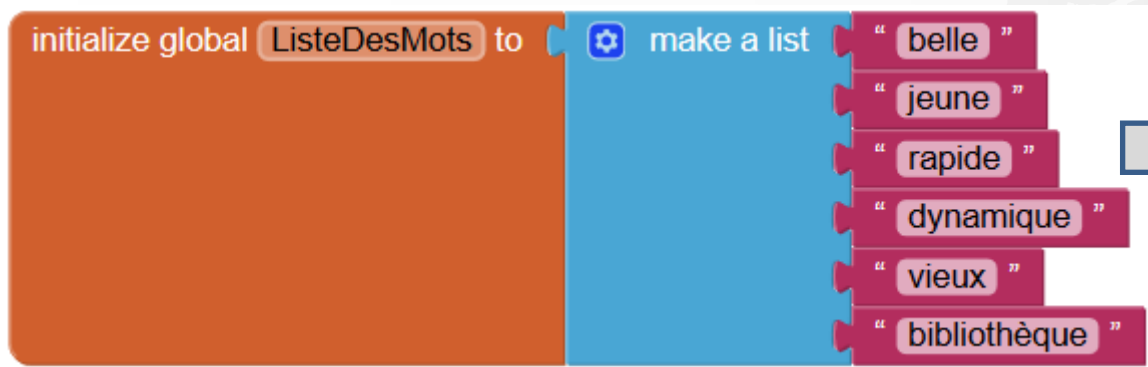 initialize global ListeDesMots to make a list “ belle ”
“ jeune ”
“ rapide ”
“ dynamique ”
“ vieux ”
“ bibliothèque ”